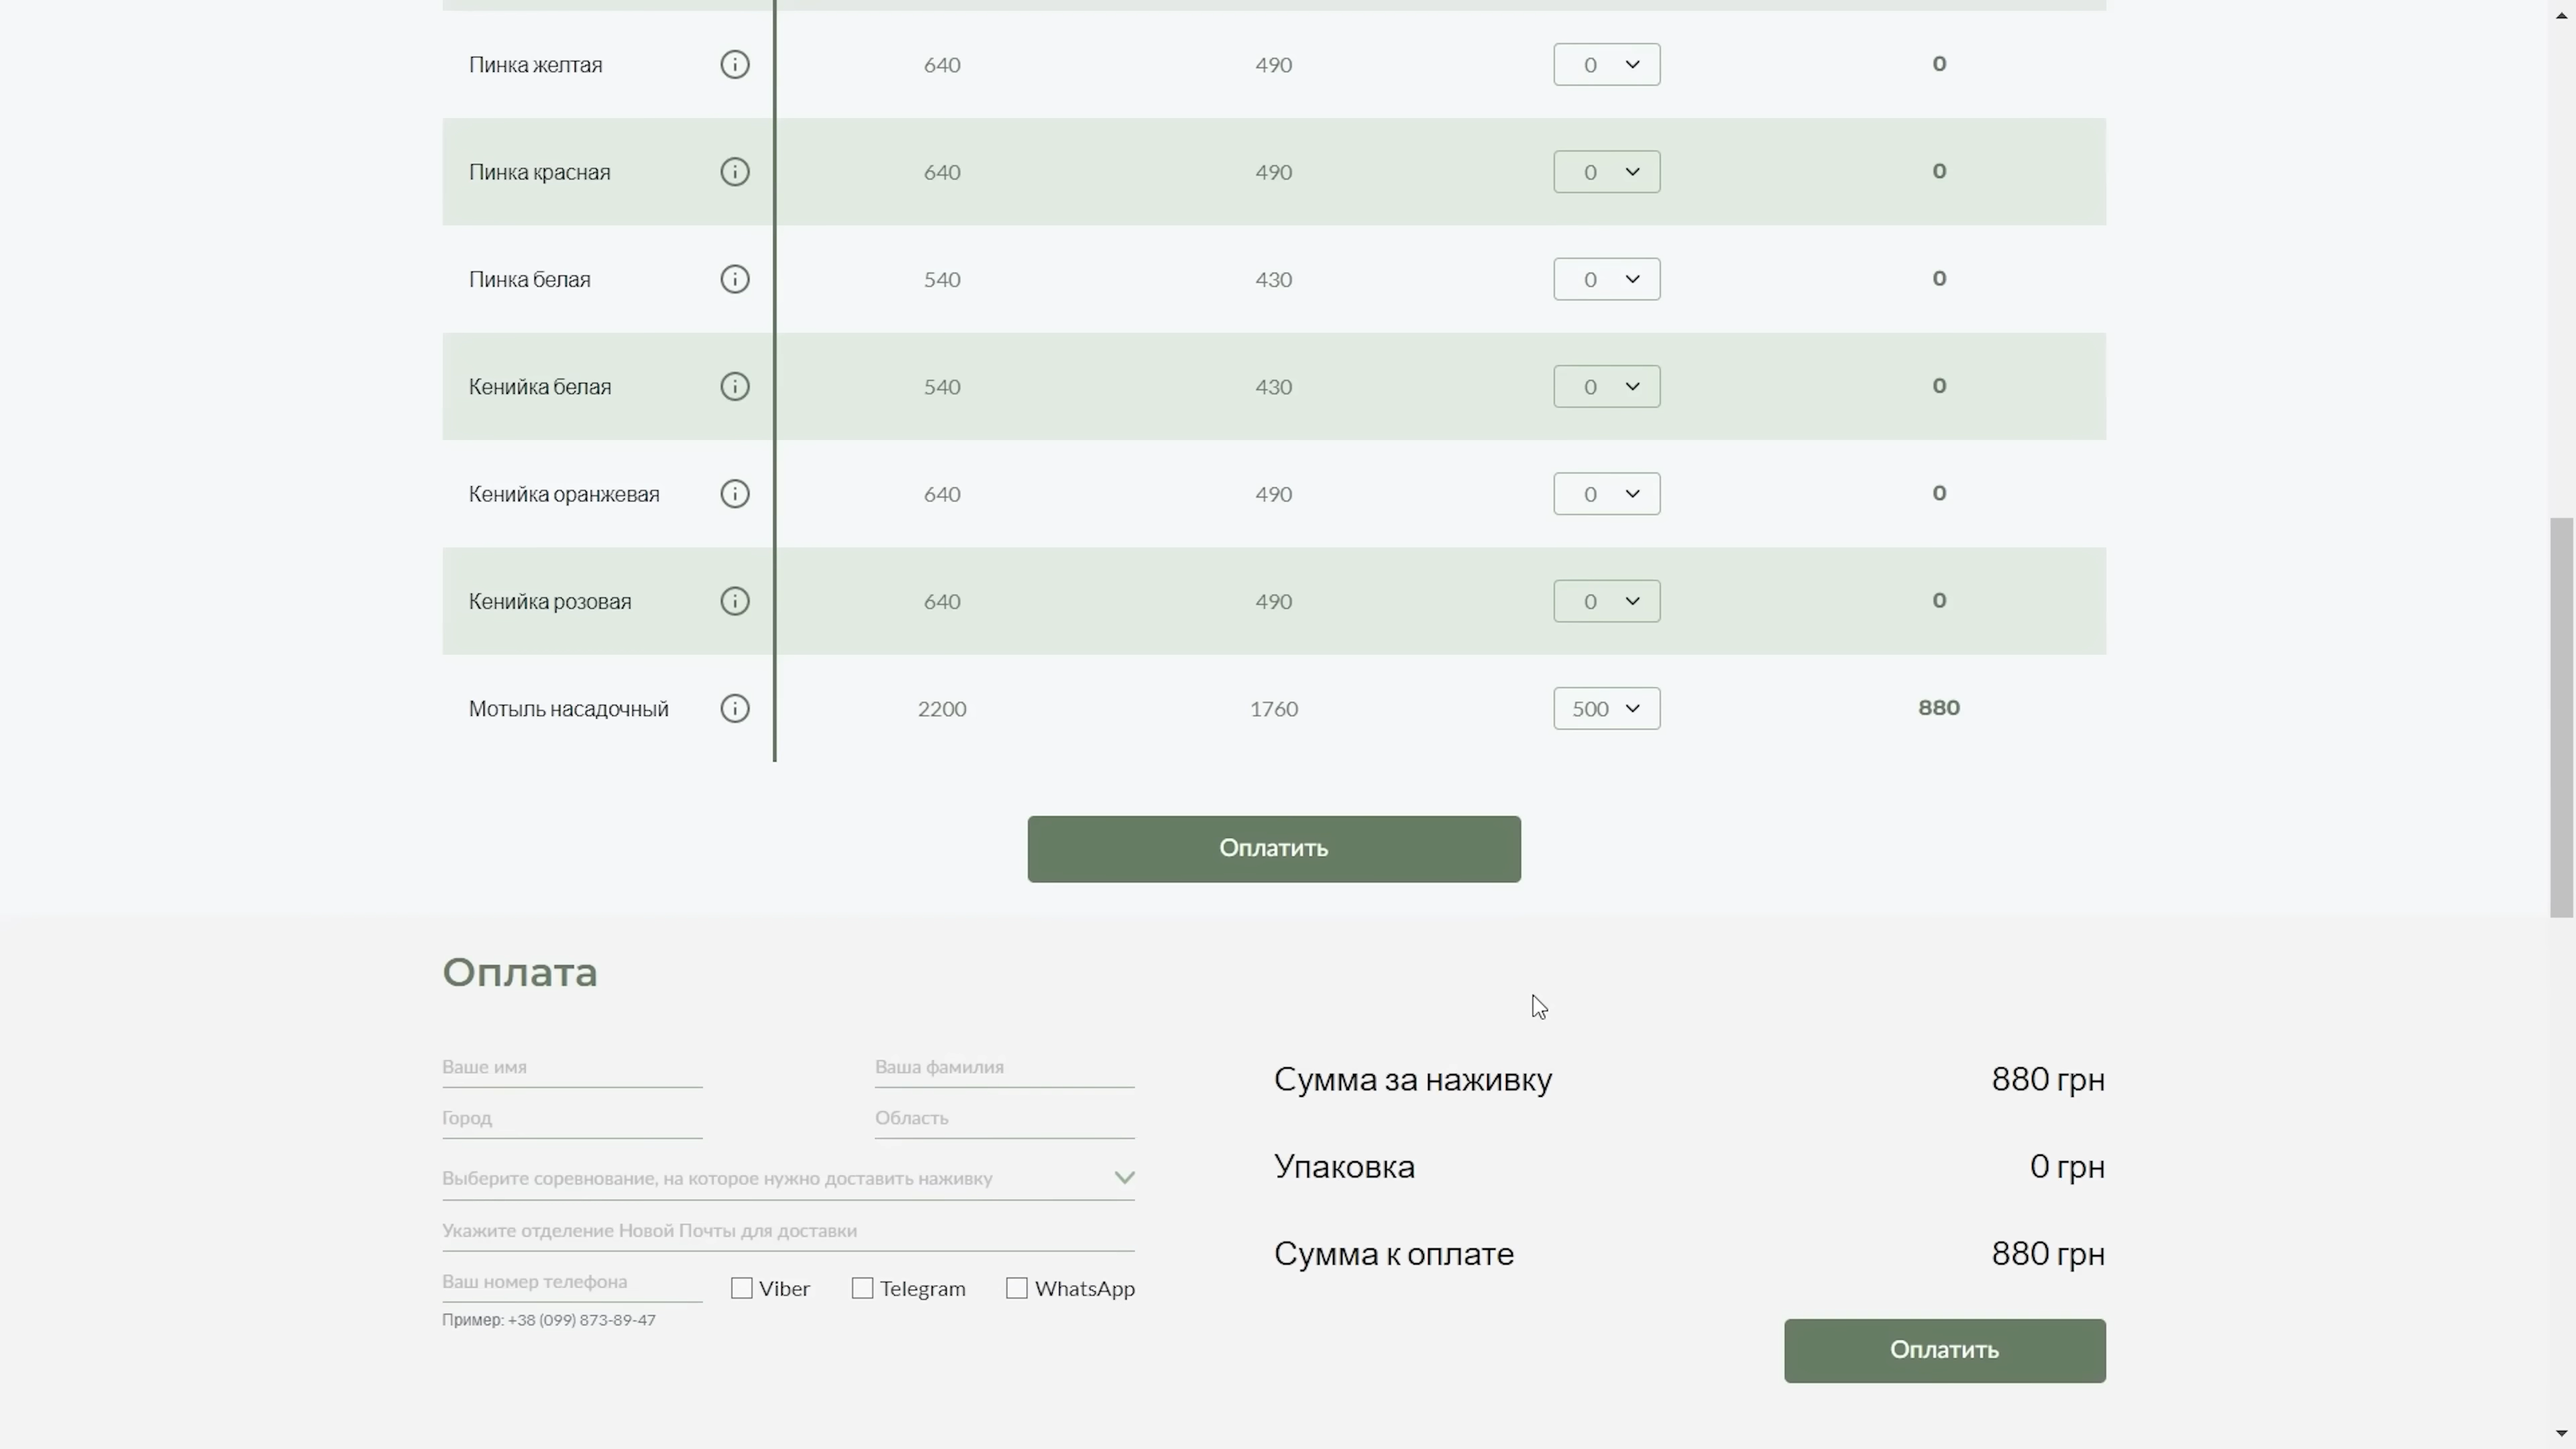 Пинка желтая 640 490 0 0
Пинка красная 640 490 0 0
Пинка белая 540 430 0 0
Кенийка белая 540 430 0 0
Кенийка оранжевая 640 490 0 0
Кенийка розовая 640 490 0 0
Мотыль насадочный 2200 1760 500 880
Оплатить
Оплата
Ваше имя Ваша фамилия
Город Область
Выберите соревнование, на которое нужно доставить наживку
Укажите отделение Новой Почты для доставки
Ваш номер телефона Viber Telegram WhatsApp
Пример: +38 (099) 873-89-47
Сумма за наживку 880 грн
Упаковка 0 грн
Сумма к оплате 880 грн
Оплатить